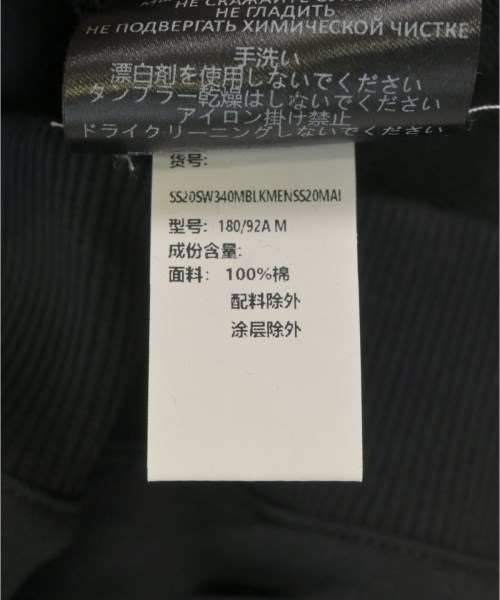 НЕ ГЛАДИТЬ
НЕ ПОДВЕРГАТЬ ХИМИЧЕСКОЙ ЧИСТКЕ
手洗い
漂白剤を使用しないでください
タンブラー乾燥はしないでください
アイロン掛け禁止
ドライクリーニングしないでください
货号:
SS20SW340MBLKMENSS20MAI
型号: 180/92A M
成份含量:
面料: 100%棉
配料除外
涂层除外